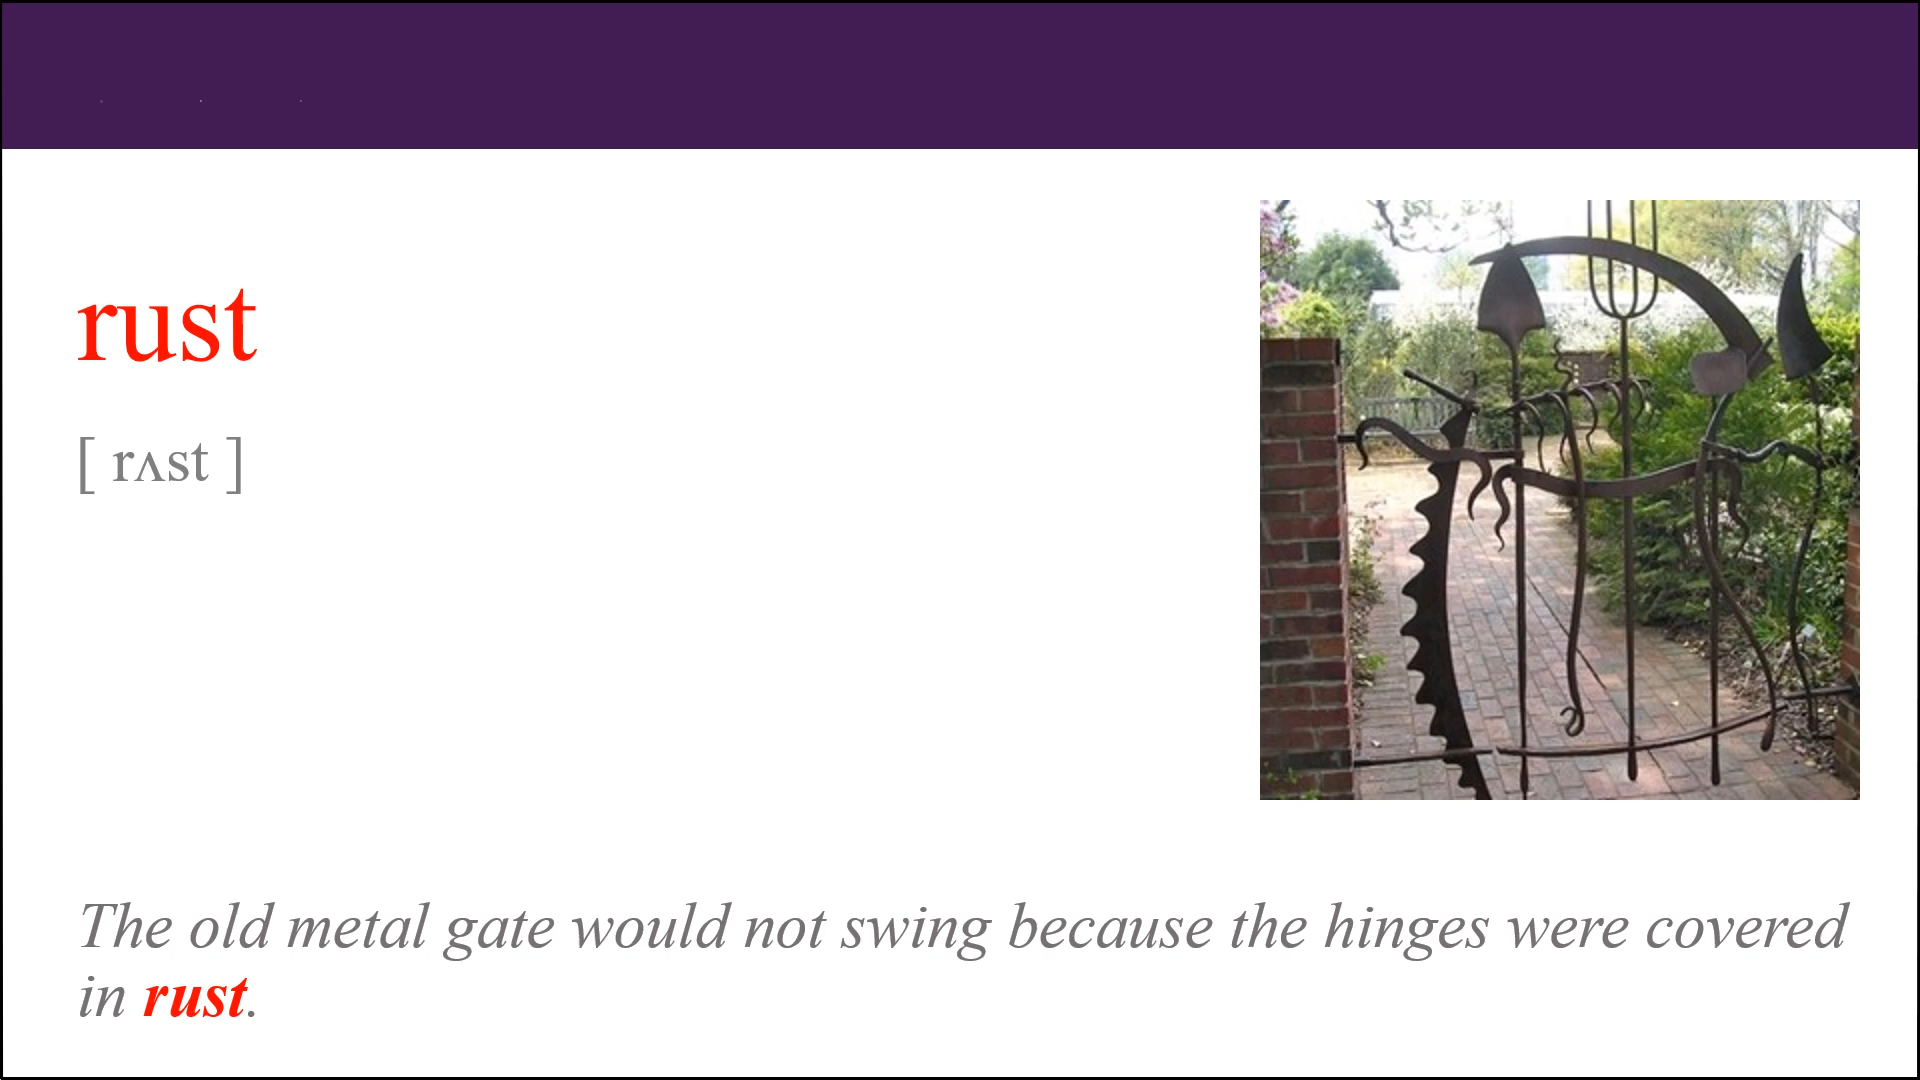 rust
[ rʌst ]
The old metal gate would not swing because the hinges were covered
in rust.